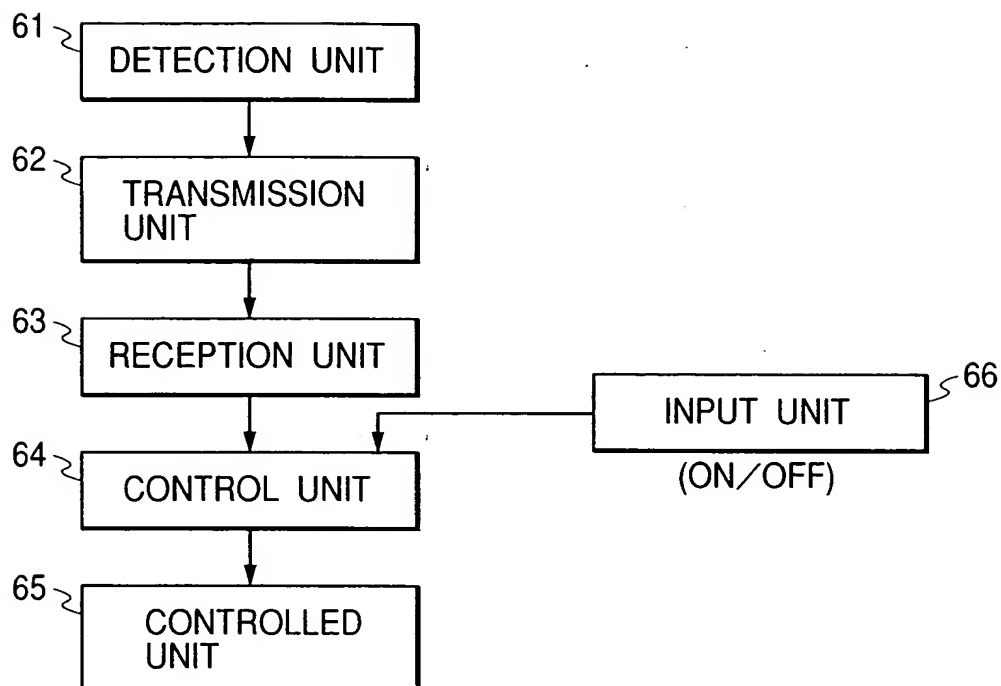 61
DETECTION UNIT
62
TRANSMISSION
UNIT
63
RECEPTION UNIT
66
INPUT UNIT
(ON/OFF)
64
CONTROL UNIT
65
CONTROLLED
UNIT